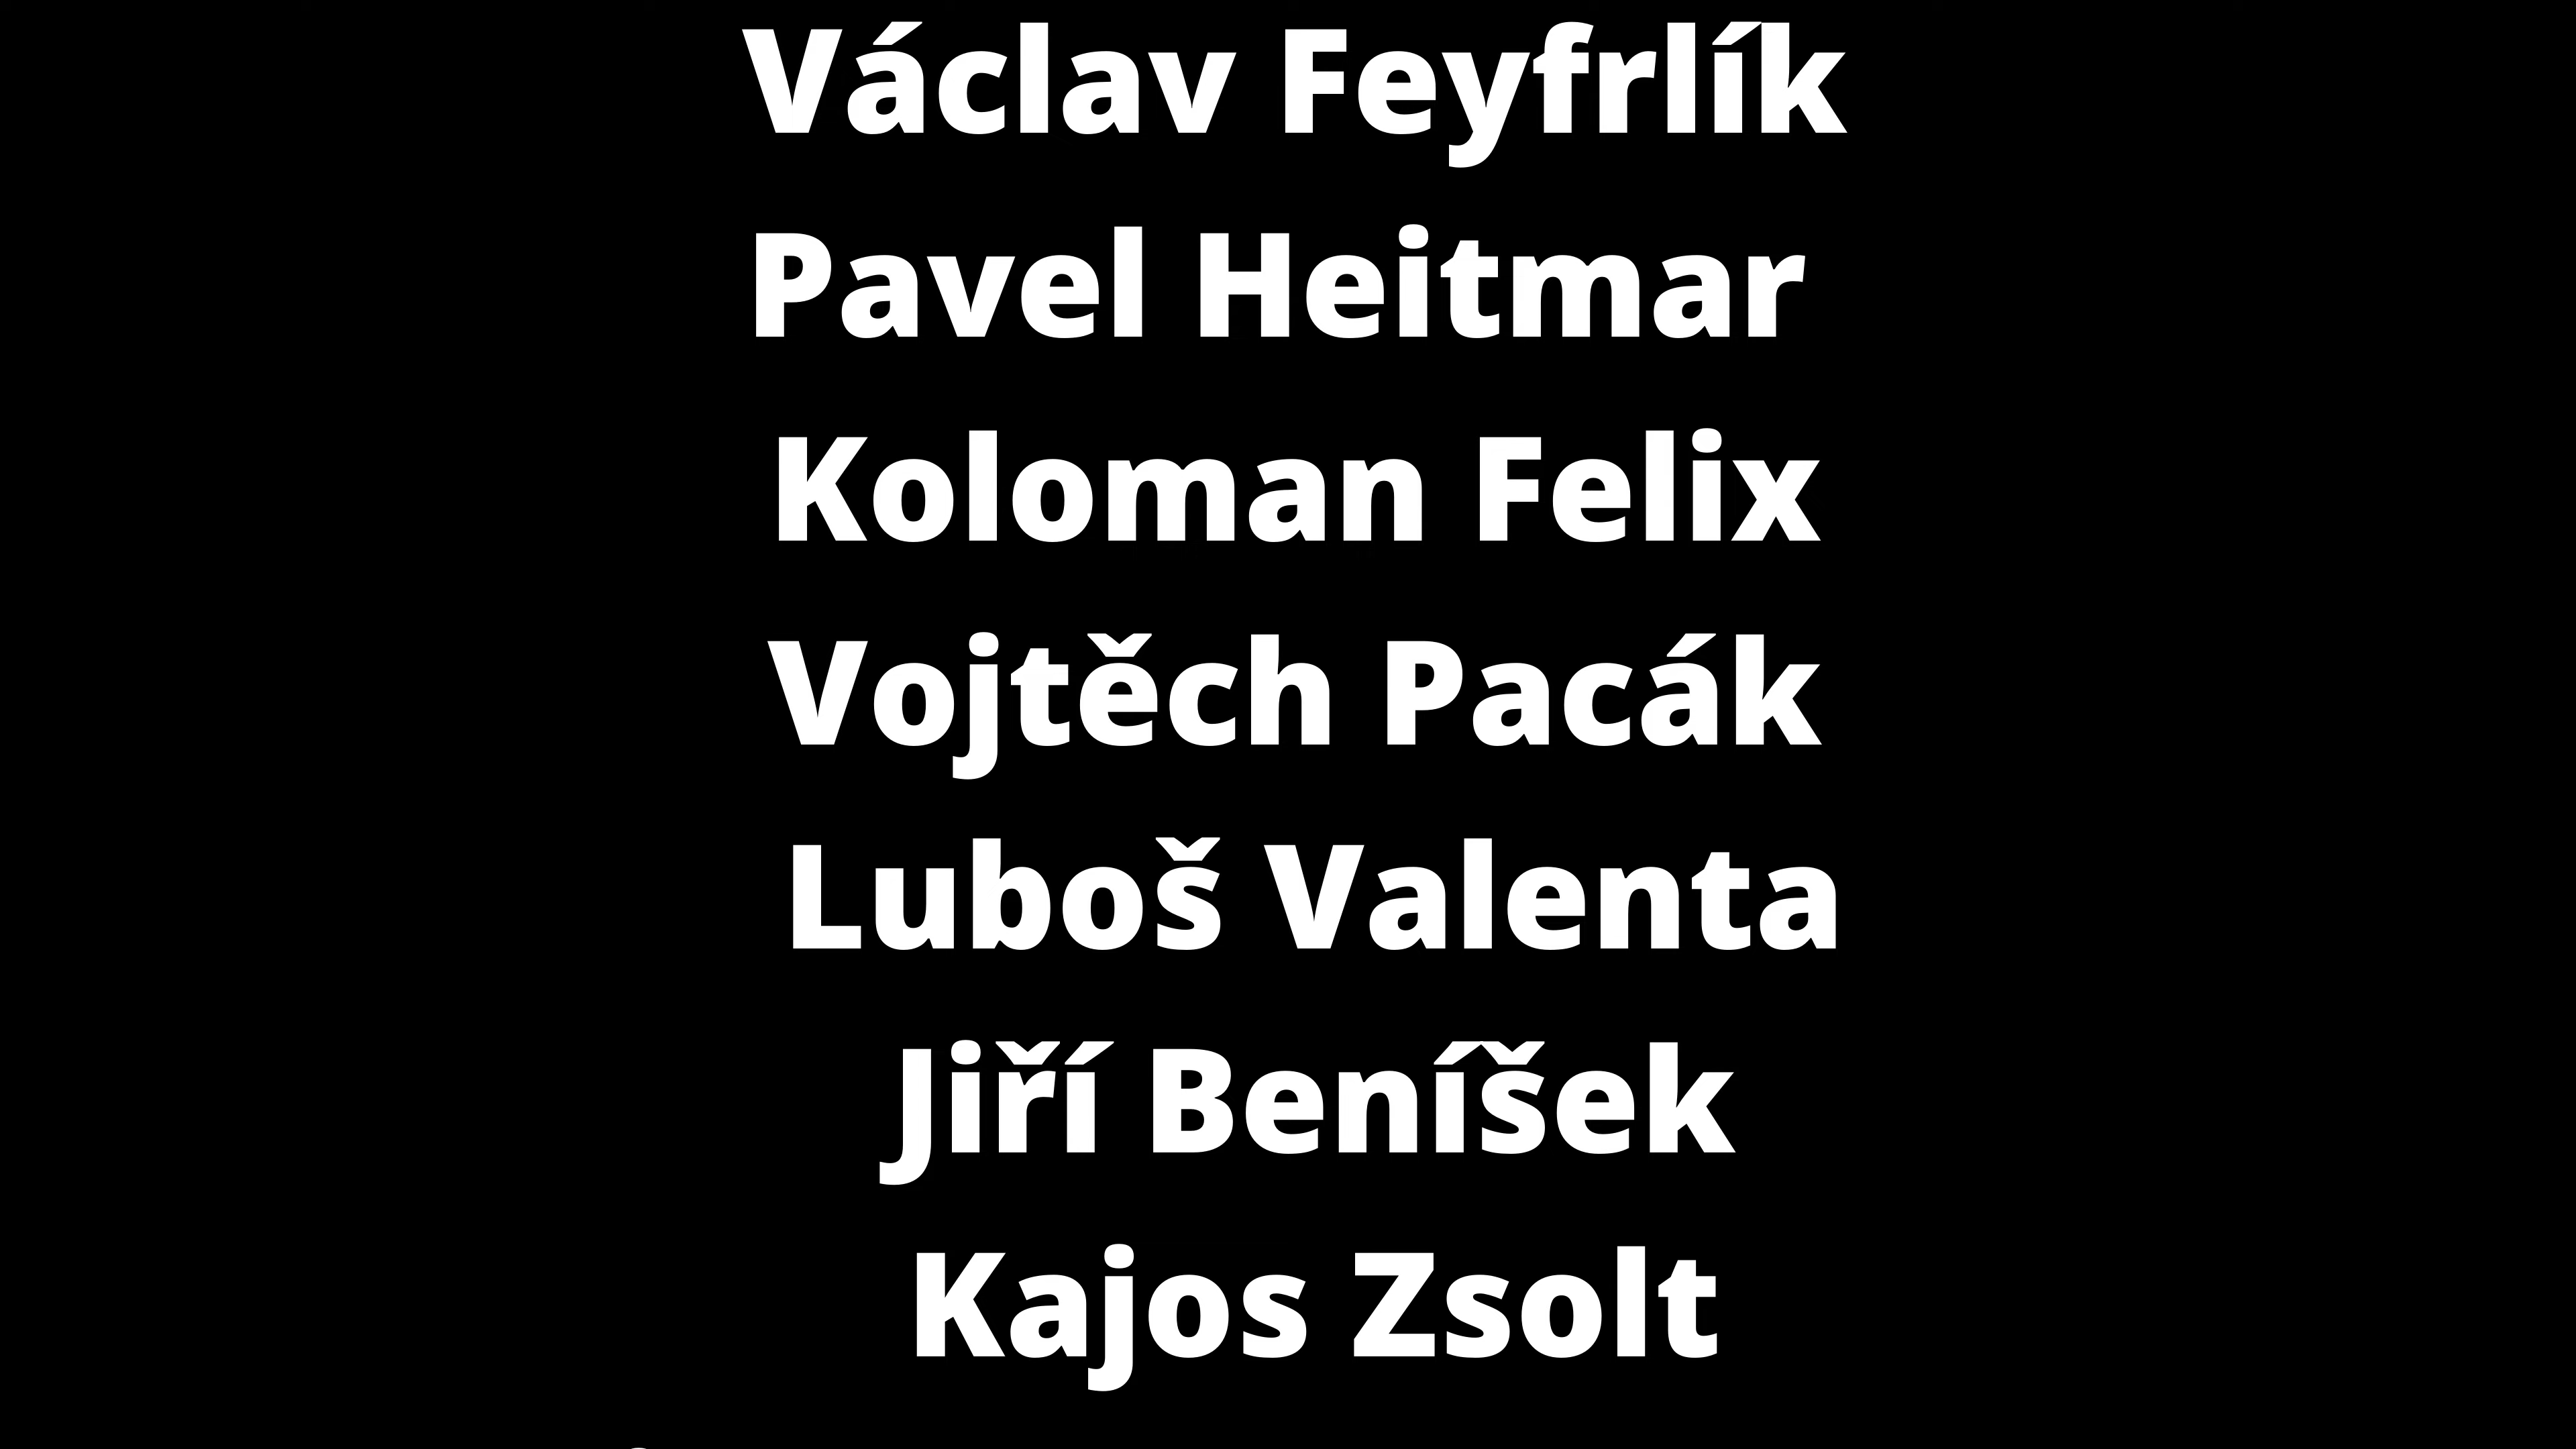 Václav Feyfrlík
Pavel Heitmar
Koloman Felix
Vojtěch Pacák
Luboš Valenta
Jiří Beníšek
Kajos Zsolt